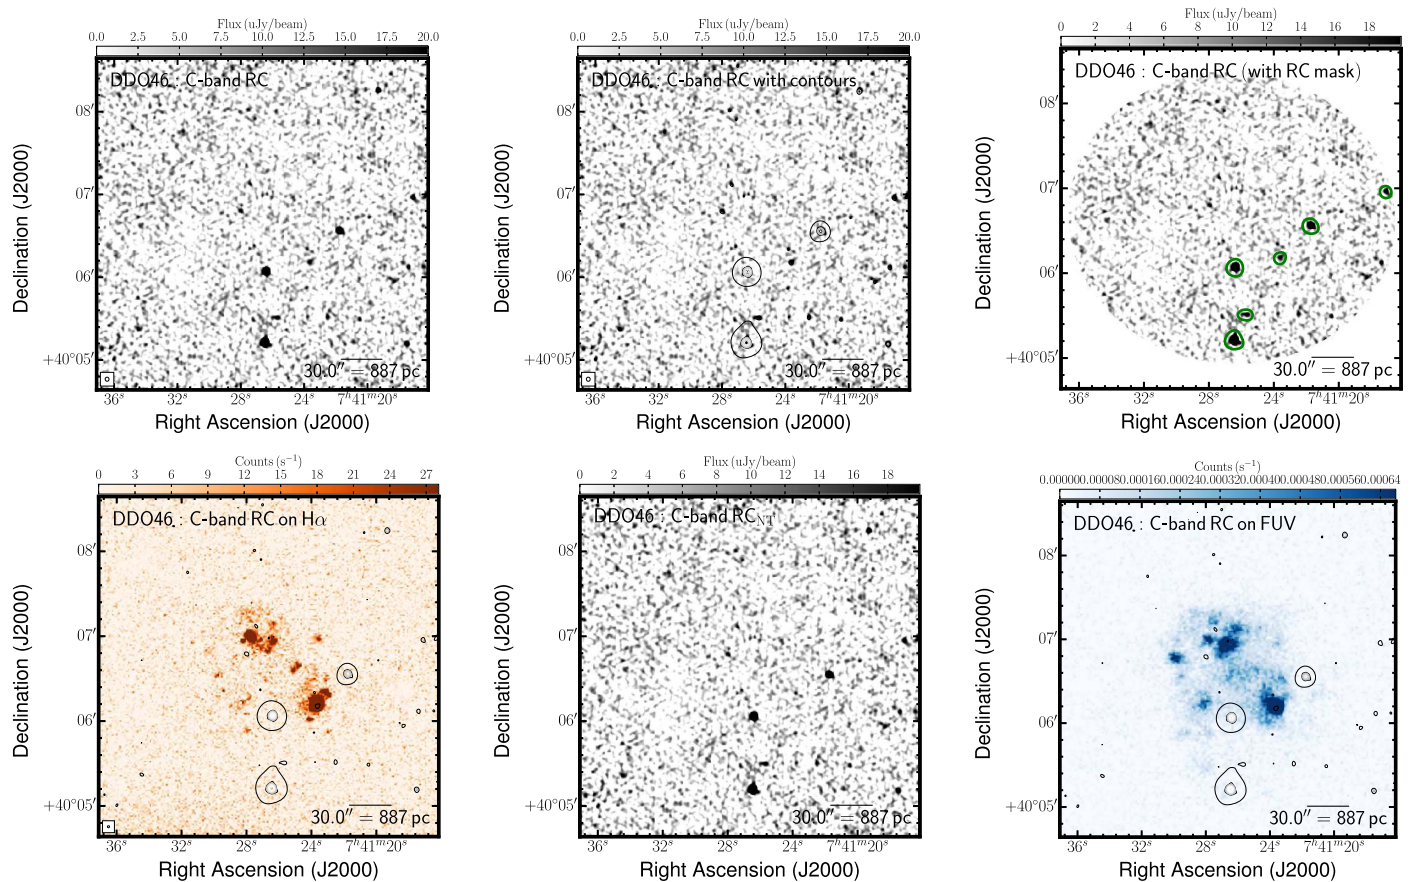 Flux (uJy/beam)
0.0 2.5 5.0 7.5 10.0 12.5 15.0 17.5 20.0
DDO46 : C-band RC
Declination (J2000)
08′
07′
06′
+40°05′
30.0″ = 887 pc
36ˢ 32ˢ 28ˢ 24ˢ 7ʰ41ᵐ20ˢ
Right Ascension (J2000)
Flux (uJy/beam)
0.0 2.5 5.0 7.5 10.0 12.5 15.0 17.5 20.0
DDO46 : C-band RC with contours
Declination (J2000)
08′
07′
06′
+40°05′
30.0″ = 887 pc
36ˢ 32ˢ 28ˢ 24ˢ 7ʰ41ᵐ20ˢ
Right Ascension (J2000)
Flux (uJy/beam)
0 2 4 6 8 10 12 14 16 18
DDO46 : C-band RC (with RC mask)
Declination (J2000)
08′
07′
06′
+40°05′
30.0″ = 887 pc
36ˢ 32ˢ 28ˢ 24ˢ 7ʰ41ᵐ20ˢ
Right Ascension (J2000)
Counts (s⁻¹)
0 3 6 9 12 15 18 21 24 27
DDO46 : C-band RC on Hα
Declination (J2000)
08′
07′
06′
+40°05′
30.0″ = 887 pc
36ˢ 32ˢ 28ˢ 24ˢ 7ʰ41ᵐ20ˢ
Right Ascension (J2000)
Flux (uJy/beam)
0 2 4 6 8 10 12 14 16 18
DDO46 : C-band RC_NT
Declination (J2000)
08′
07′
06′
+40°05′
30.0″ = 887 pc
36ˢ 32ˢ 28ˢ 24ˢ 7ʰ41ᵐ20ˢ
Right Ascension (J2000)
Counts (s⁻¹)
0.000000.000080.000160.000240.000320.000400.000480.000560.00064
DDO46 : C-band RC on FUV
Declination (J2000)
08′
07′
06′
+40°05′
30.0″ = 887 pc
36ˢ 32ˢ 28ˢ 24ˢ 7ʰ41ᵐ20ˢ
Right Ascension (J2000)